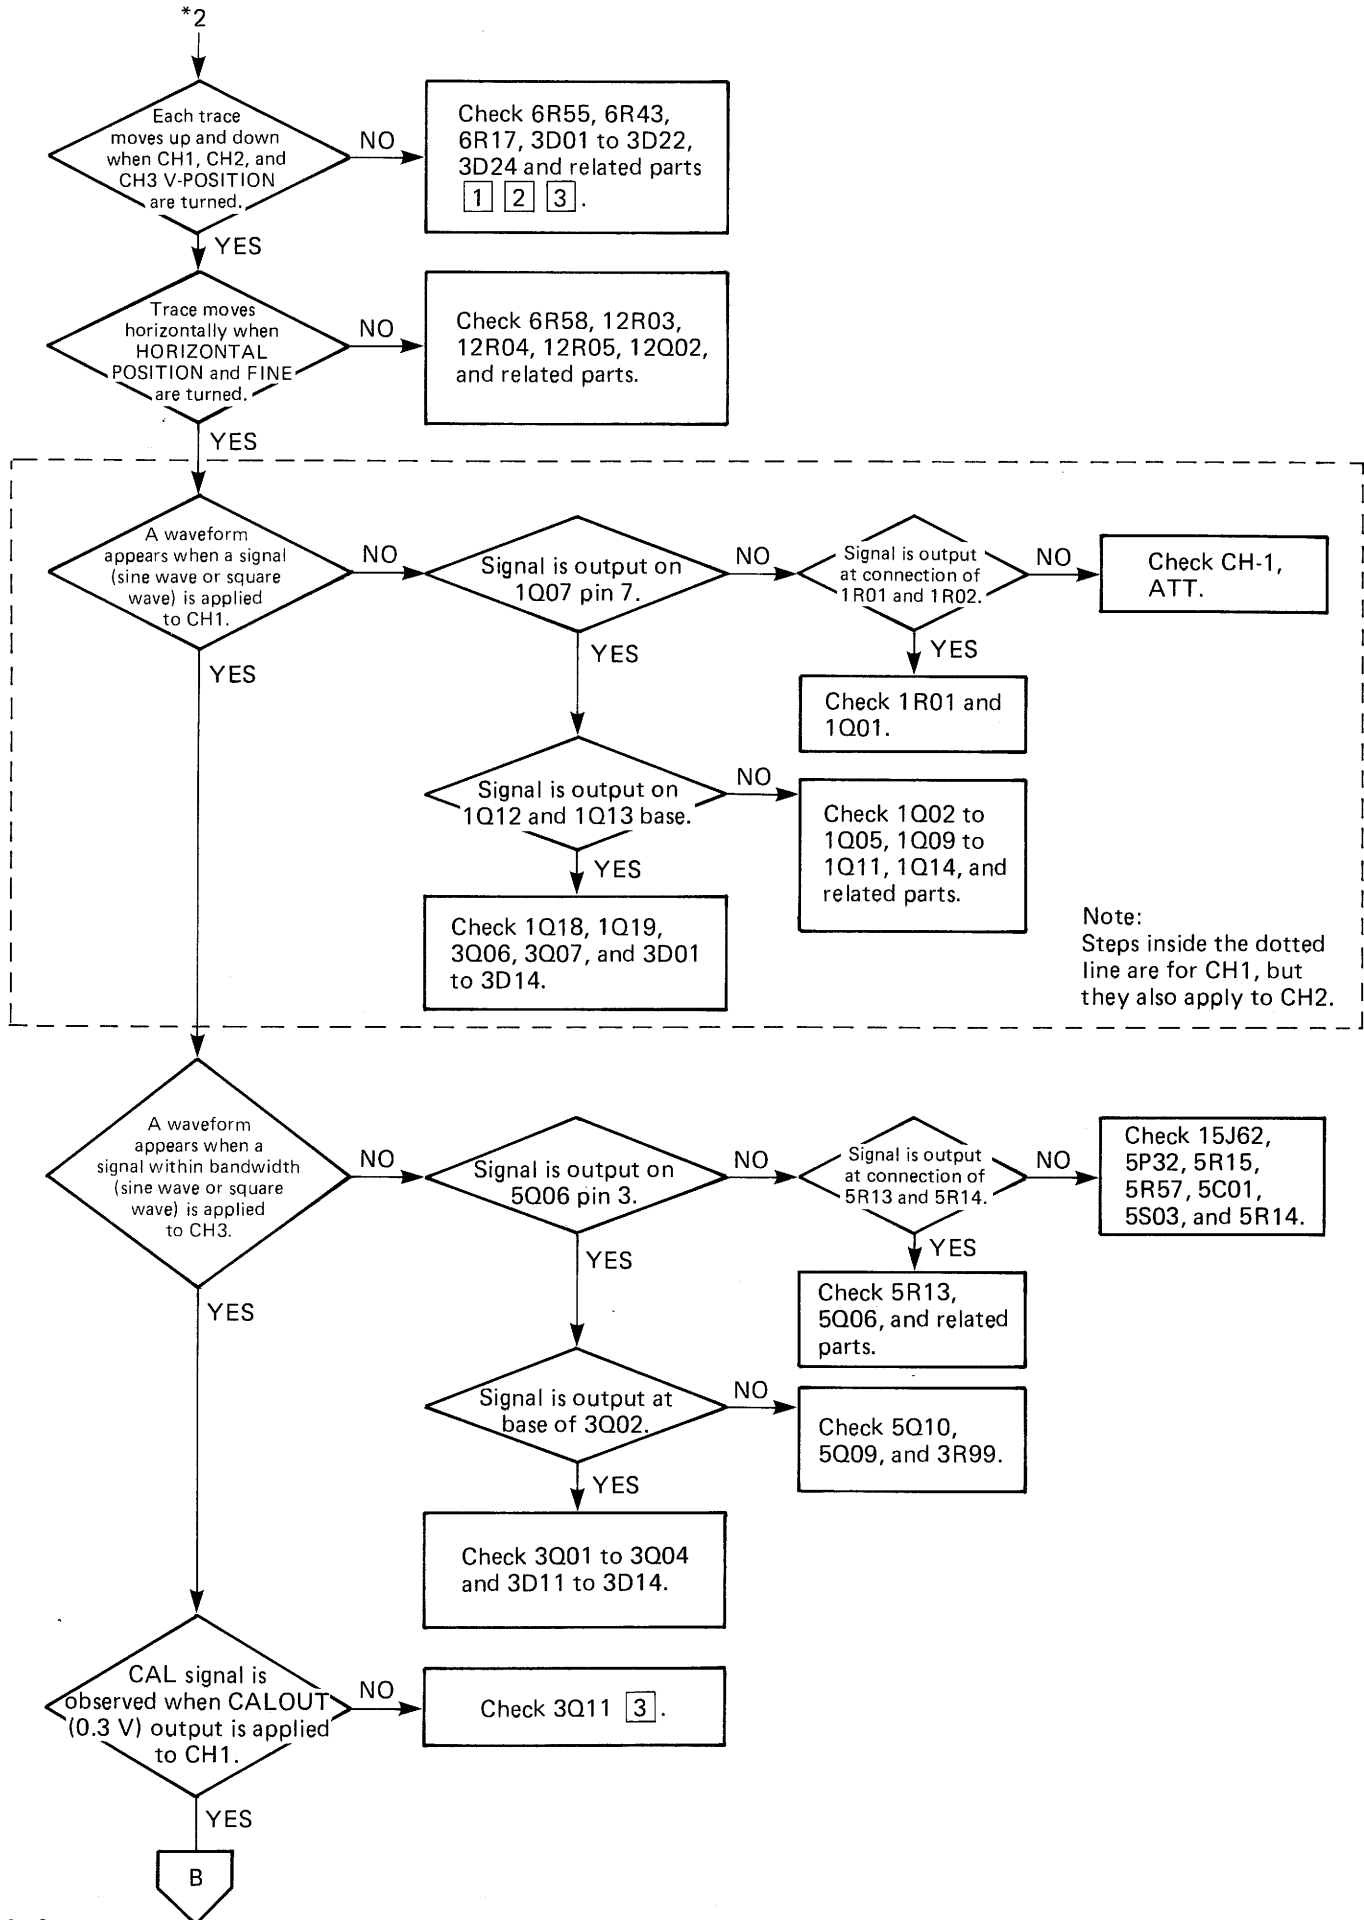 *2
Each trace
moves up and down
when CH1, CH2, and
CH3 V-POSITION
are turned.
NO
Check 6R55, 6R43,
6R17, 3D01 to 3D22,
3D24 and related parts
1 2 3 .
YES
Trace moves
horizontally when
HORIZONTAL
POSITION and FINE
are turned.
NO
Check 6R58, 12R03,
12R04, 12R05, 12Q02,
and related parts.
YES
A waveform
appears when a signal
(sine wave or square
wave) is applied
to CH1.
NO
Signal is output on
1Q07 pin 7.
NO
Signal is output
at connection of
1R01 and 1R02.
NO
Check CH-1,
ATT.
YES
Check 1R01 and
1Q01.
YES
Signal is output on
1Q12 and 1Q13 base.
NO
Check 1Q02 to
1Q05, 1Q09 to
1Q11, 1Q14, and
related parts.
YES
Check 1Q18, 1Q19,
3Q06, 3Q07, and 3D01
to 3D14.
Note:
Steps inside the dotted
line are for CH1, but
they also apply to CH2.
YES
A waveform
appears when a
signal within bandwidth
(sine wave or square
wave) is applied
to CH3.
NO
Signal is output on
5Q06 pin 3.
NO
Signal is output
at connection of
5R13 and 5R14.
NO
Check 15J62,
5P32, 5R15,
5R57, 5C01,
5S03, and 5R14.
YES
Check 5R13,
5Q06, and related
parts.
YES
Signal is output at
base of 3Q02.
NO
Check 5Q10,
5Q09, and 3R99.
YES
Check 3Q01 to 3Q04
and 3D11 to 3D14.
YES
CAL signal is
observed when CALOUT
(0.3 V) output is applied
to CH1.
NO
Check 3Q11 3 .
YES
B